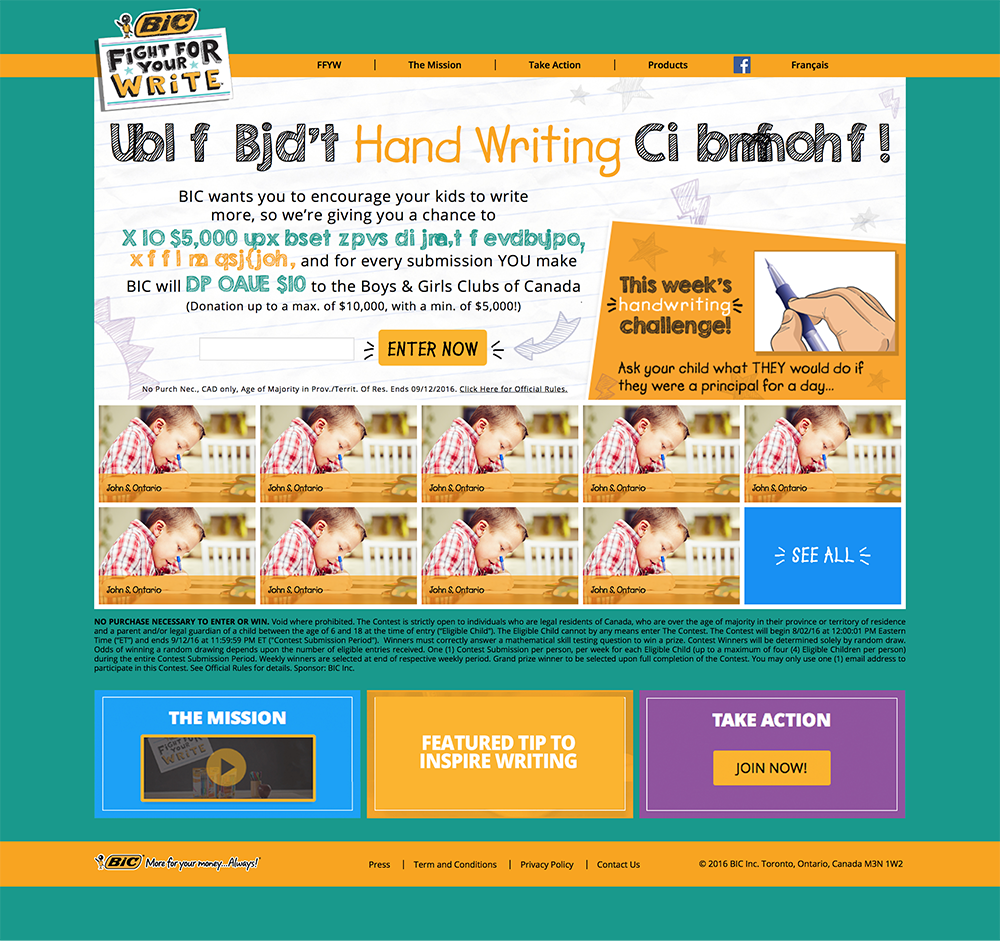 BIC
FIGHT FOR
YOUR
WRITE
FFYW | The Mission | Take Action | Products | Français
Ubl f Bjd't Hand Writing Ci bmmfohf !
BIC wants you to encourage your kids to write
more, so we're giving you a chance to
X IO $5,000 upx bset zpvs di jm,t f evdbujpo,
x f f l m qsj{joh, and for every submission YOU make
BIC will DP OAUE $10 to the Boys & Girls Clubs of Canada
(Donation up to a max. of $10,000, with a min. of $5,000!)
ENTER NOW
No Purch Nec., CAD only, Age of Majority in Prov./Territ. Of Res. Ends 09/12/2016. Click Here for Official Rules.
This week's
handwriting
challenge!
Ask your child what THEY would do if
they were a principal for a day...
John S, Ontario John S, Ontario John S, Ontario John S, Ontario John S, Ontario
John S, Ontario John S, Ontario John S, Ontario John S, Ontario
SEE ALL
NO PURCHASE NECESSARY TO ENTER OR WIN. Void where prohibited. The Contest is strictly open to individuals who are legal residents of Canada, who are over the age of majority in their province or territory of residence
and a parent and/or legal guardian of a child between the age of 6 and 18 at the time of entry ("Eligible Child"). The Eligible Child cannot by any means enter The Contest. The Contest will begin 8/02/16 at 12:00:01 PM Eastern
Time ("ET") and ends 9/12/16 at 11:59:59 PM ET ("Contest Submission Period"). Winners must correctly answer a mathematical skill testing question to win a prize. Contest Winners will be determined solely by random draw.
Odds of winning a random drawing depends upon the number of eligible entries received. One (1) Contest Submission per person, per week for each Eligible Child (up to a maximum of four (4) Eligible Children per person)
during the entire Contest Submission Period. Weekly winners are selected at end of respective weekly period. Grand prize winner to be selected upon full completion of the Contest. You may only use one (1) email address to
participate in this Contest. See Official Rules for details. Sponsor: BIC Inc.
THE MISSION
FIGHT FOR
YOUR
WRITE
FEATURED TIP TO
INSPIRE WRITING
TAKE ACTION
JOIN NOW!
BIC More for your money...Always!
Press | Term and Conditions | Privacy Policy | Contact Us
© 2016 BIC Inc. Toronto, Ontario, Canada M3N 1W2